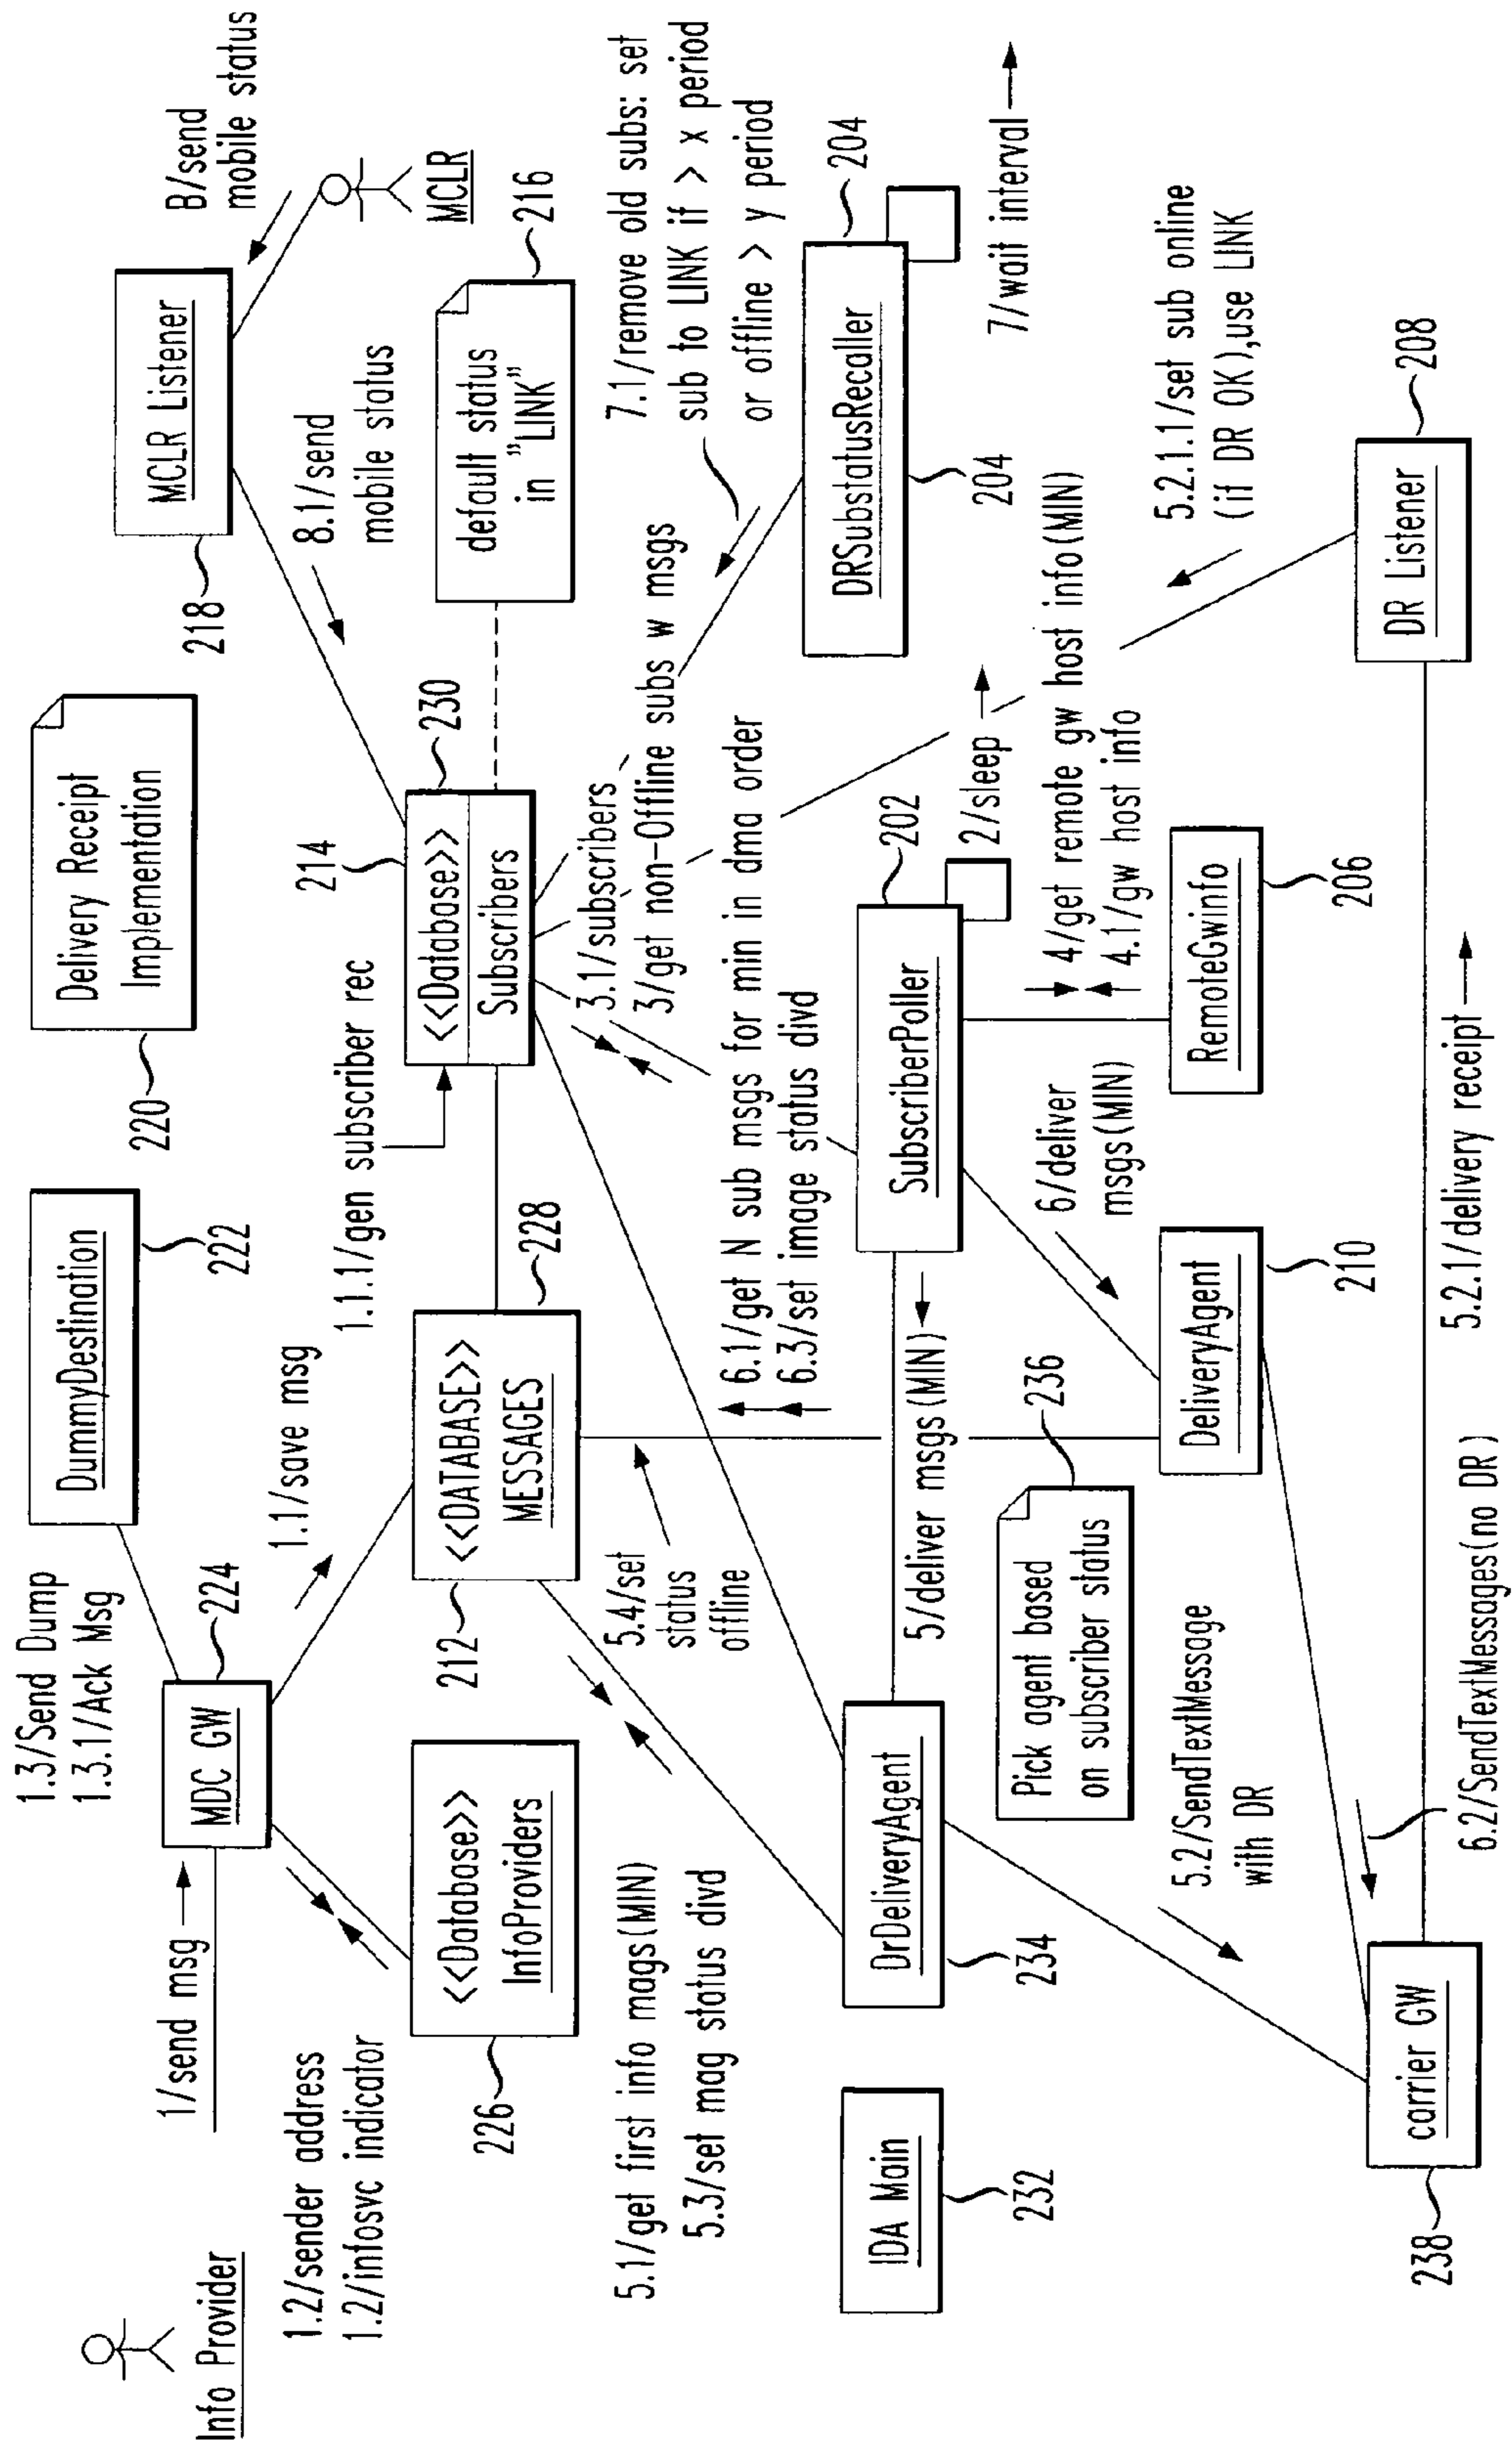 Info Provider
1/send msg
1.3/Send Dump
1.3.1/Ack Msg
MDC GW
224
DummyDestination
222
Delivery Receipt
Implementation
220
MCLR Listener
218
B/send
mobile status
MCLR
1.2/sender address
1.2/infosvc indicator
<<Database>>
InfoProviders
226
1.1/save msg
<<DATABASE>>
MESSAGES
212
228
1.1.1/gen subscriber rec
<<Database>>
Subscribers
214
230
8.1/send
mobile status
default status
in "LINK"
216
5.1/get first info mags(MIN)
5.3/set mag status divd
5.4/set
status
offline
3.1/subscribers
3/get non-Offline subs w msgs
6.1/get N sub msgs for min in dma order
6.3/set image status divd
7.1/remove old subs: set
sub to LINK if > x period
or offline > y period
DRSubstatusRecaller
204
204
7/wait interval
IDA Main
232
DrDeliveryAgent
234
5/deliver msgs(MIN)
SubscriberPoller
202
2/sleep
4/get remote gw host info(MIN)
4.1/gw host info
Pick agent based
on subscriber status
236
6/deliver
msgs(MIN)
RemoteGwinfo
206
DeliveryAgent
210
5.2.1.1/set sub online
(if DR OK),use LINK
5.2/SendTextMessage
with DR
carrier GW
238
DR Listener
208
5.2.1/delivery receipt
6.2/SendTextMessages(no DR)